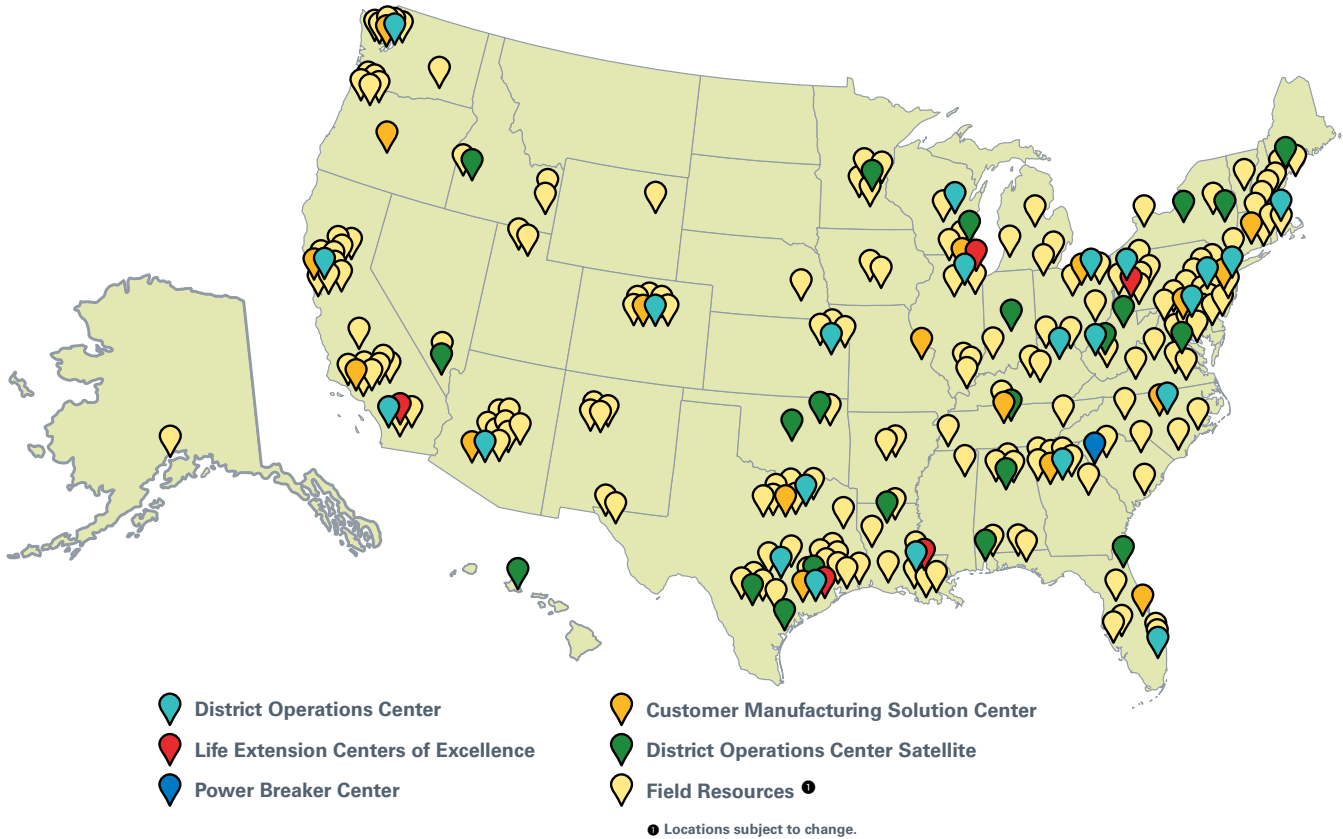 District Operations Center
Life Extension Centers of Excellence
Power Breaker Center
Customer Manufacturing Solution Center
District Operations Center Satellite
Field Resources ❶
❶ Locations subject to change.